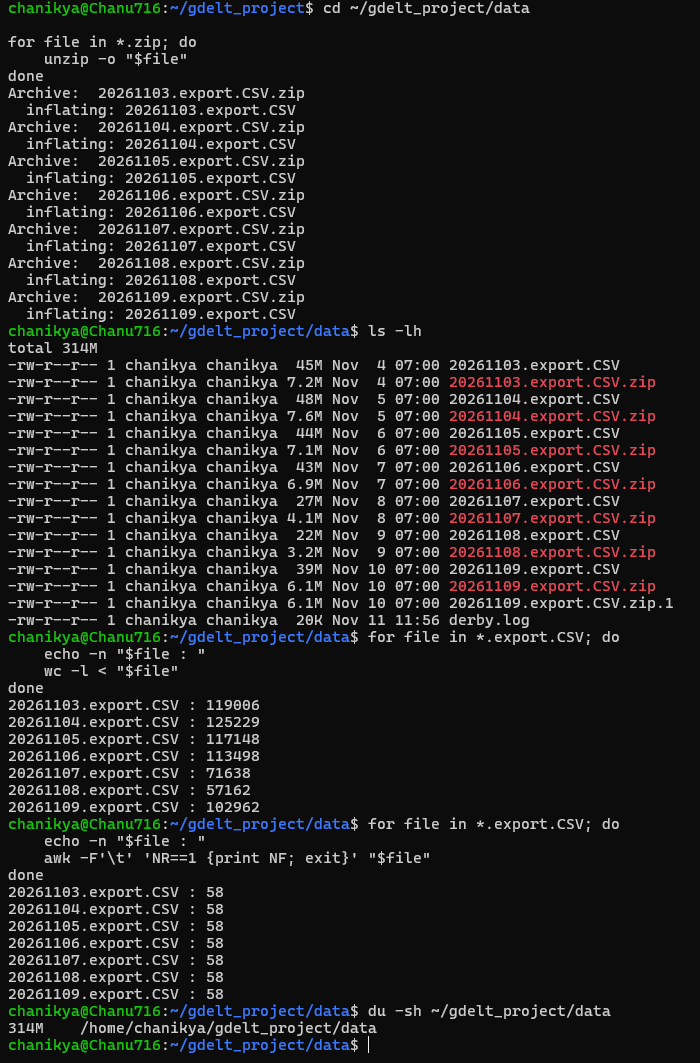 chanikya@Chanu716:~/gdelt_project$ cd ~/gdelt_project/data

for file in *.zip; do
    unzip -o "$file"
done
Archive:  20261103.export.CSV.zip
  inflating: 20261103.export.CSV
Archive:  20261104.export.CSV.zip
  inflating: 20261104.export.CSV
Archive:  20261105.export.CSV.zip
  inflating: 20261105.export.CSV
Archive:  20261106.export.CSV.zip
  inflating: 20261106.export.CSV
Archive:  20261107.export.CSV.zip
  inflating: 20261107.export.CSV
Archive:  20261108.export.CSV.zip
  inflating: 20261108.export.CSV
Archive:  20261109.export.CSV.zip
  inflating: 20261109.export.CSV
chanikya@Chanu716:~/gdelt_project/data$ ls -lh
total 314M
-rw-r--r-- 1 chanikya chanikya  45M Nov  4 07:00 20261103.export.CSV
-rw-r--r-- 1 chanikya chanikya 7.2M Nov  4 07:00 20261103.export.CSV.zip
-rw-r--r-- 1 chanikya chanikya  48M Nov  5 07:00 20261104.export.CSV
-rw-r--r-- 1 chanikya chanikya 7.6M Nov  5 07:00 20261104.export.CSV.zip
-rw-r--r-- 1 chanikya chanikya  44M Nov  6 07:00 20261105.export.CSV
-rw-r--r-- 1 chanikya chanikya 7.1M Nov  6 07:00 20261105.export.CSV.zip
-rw-r--r-- 1 chanikya chanikya  43M Nov  7 07:00 20261106.export.CSV
-rw-r--r-- 1 chanikya chanikya 6.9M Nov  7 07:00 20261106.export.CSV.zip
-rw-r--r-- 1 chanikya chanikya  27M Nov  8 07:00 20261107.export.CSV
-rw-r--r-- 1 chanikya chanikya 4.1M Nov  8 07:00 20261107.export.CSV.zip
-rw-r--r-- 1 chanikya chanikya  22M Nov  9 07:00 20261108.export.CSV
-rw-r--r-- 1 chanikya chanikya 3.2M Nov  9 07:00 20261108.export.CSV.zip
-rw-r--r-- 1 chanikya chanikya  39M Nov 10 07:00 20261109.export.CSV
-rw-r--r-- 1 chanikya chanikya 6.1M Nov 10 07:00 20261109.export.CSV.zip
-rw-r--r-- 1 chanikya chanikya 6.1M Nov 10 07:00 20261109.export.CSV.zip.1
-rw-r--r-- 1 chanikya chanikya  20K Nov 11 11:56 derby.log
chanikya@Chanu716:~/gdelt_project/data$ for file in *.export.CSV; do
    echo -n "$file : "
    wc -l < "$file"
done
20261103.export.CSV : 119006
20261104.export.CSV : 125229
20261105.export.CSV : 117148
20261106.export.CSV : 113498
20261107.export.CSV : 71638
20261108.export.CSV : 57162
20261109.export.CSV : 102962
chanikya@Chanu716:~/gdelt_project/data$ for file in *.export.CSV; do
    echo -n "$file : "
    awk -F'\t' 'NR==1 {print NF; exit}' "$file"
done
20261103.export.CSV : 58
20261104.export.CSV : 58
20261105.export.CSV : 58
20261106.export.CSV : 58
20261107.export.CSV : 58
20261108.export.CSV : 58
20261109.export.CSV : 58
chanikya@Chanu716:~/gdelt_project/data$ du -sh ~/gdelt_project/data
314M    /home/chanikya/gdelt_project/data
chanikya@Chanu716:~/gdelt_project/data$